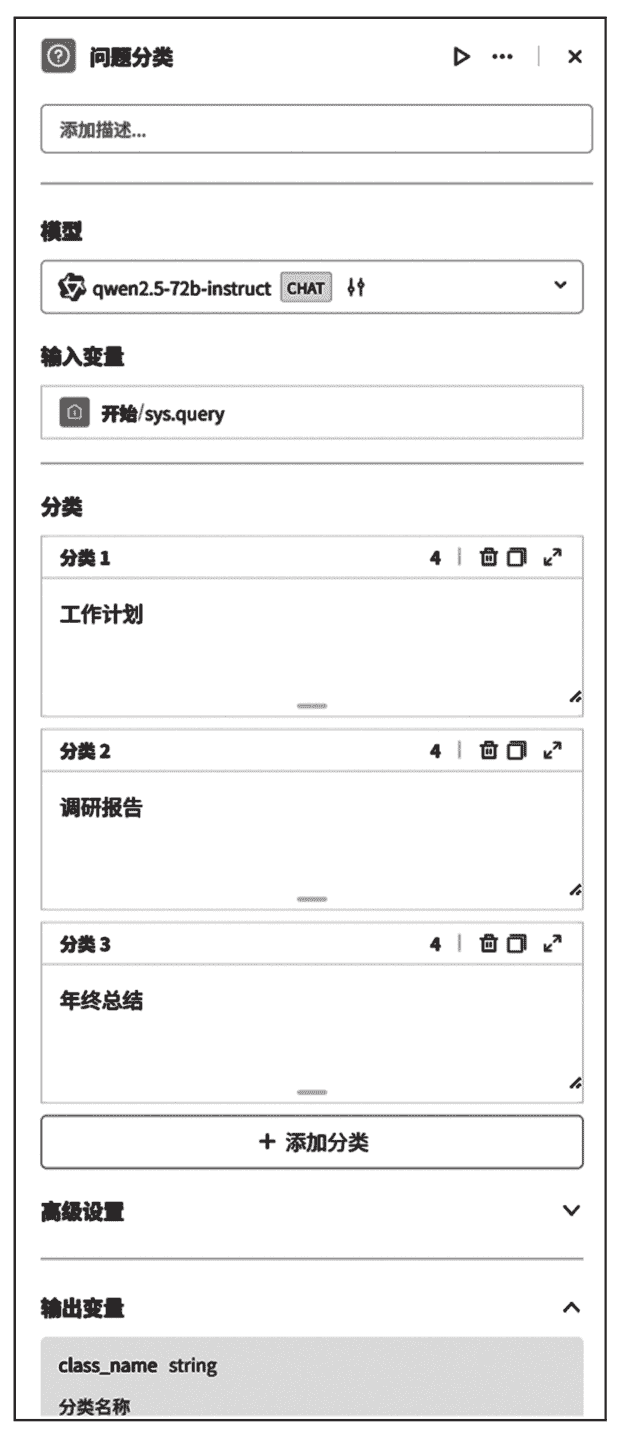 问题分类
添加描述...
模型
qwen2.5-72b-instruct CHAT
输入变量
开始/sys.query
分类
分类 1 4
工作计划
分类 2 4
调研报告
分类 3 4
年终总结
+ 添加分类
高级设置
输出变量
class_name string
分类名称